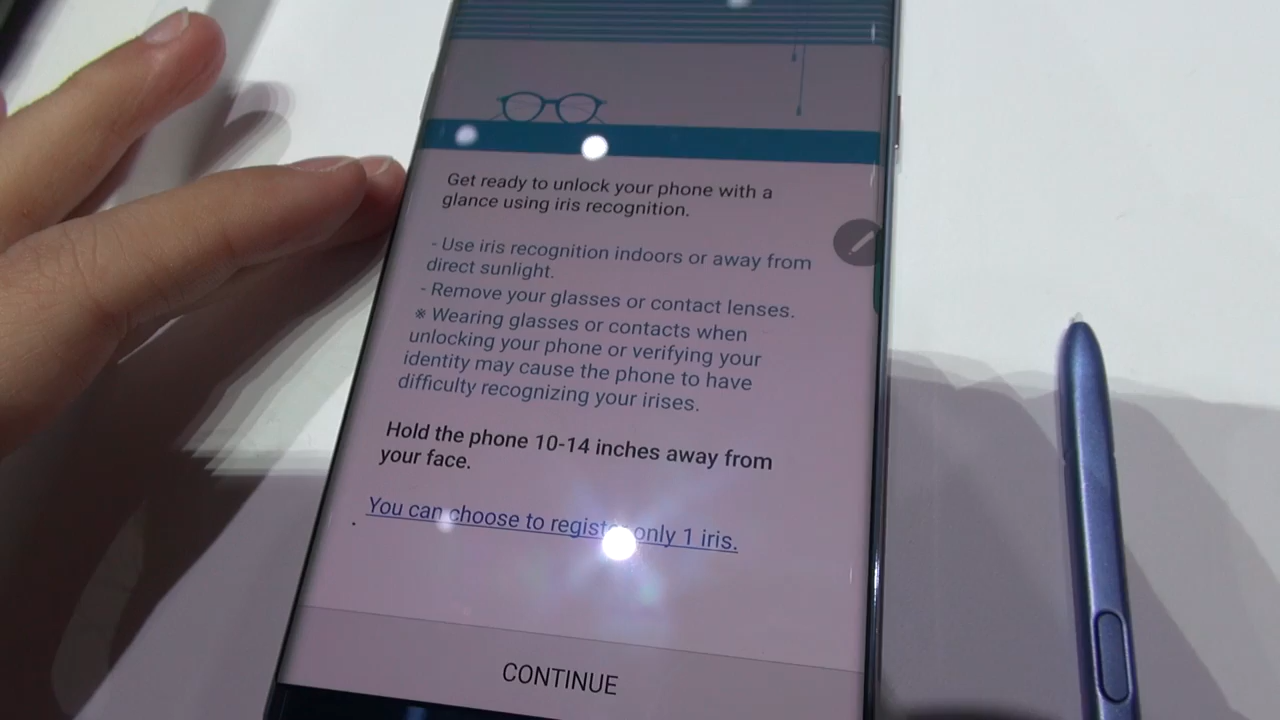 Get ready to unlock your phone with a
glance using iris recognition.
- Use iris recognition indoors or away from
direct sunlight.
- Remove your glasses or contact lenses.
※ Wearing glasses or contacts when
unlocking your phone or verifying your
identity may cause the phone to have
difficulty recognizing your irises.
Hold the phone 10-14 inches away from
your face.
You can choose to register only 1 iris.
CONTINUE